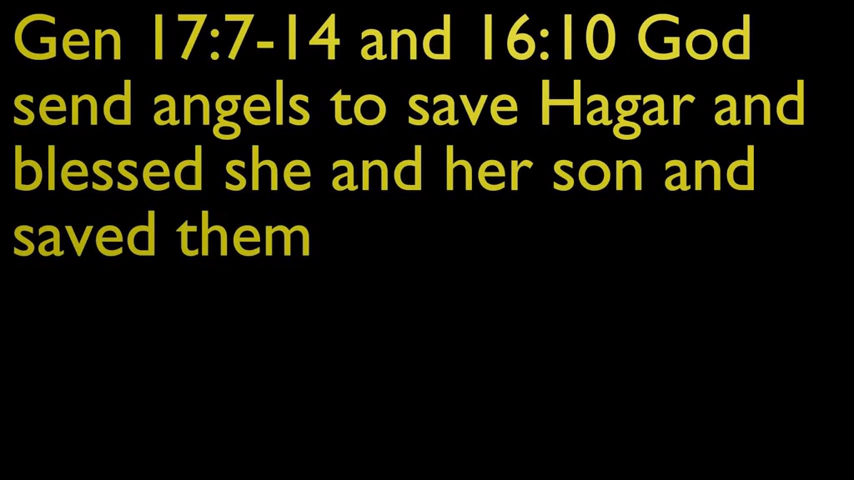 Gen 17:7-14 and 16:10 God
send angels to save Hagar and
blessed she and her son and
saved them